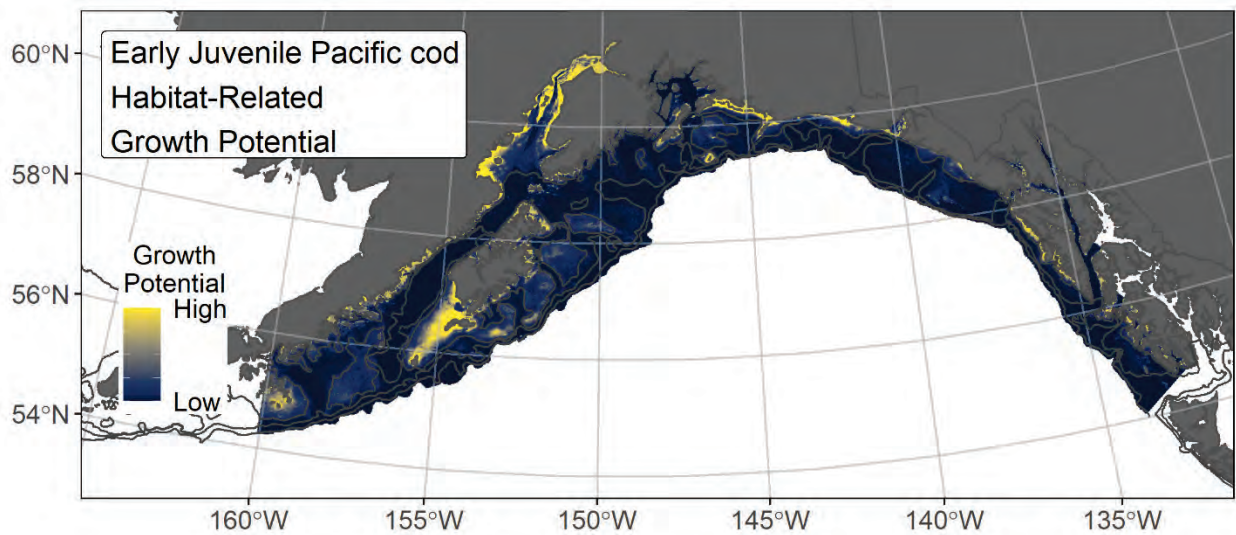 Early Juvenile Pacific cod
Habitat-Related
Growth Potential
60°N
58°N
56°N
54°N
Growth
Potential
High
Low
160°W
155°W
150°W
145°W
140°W
135°W